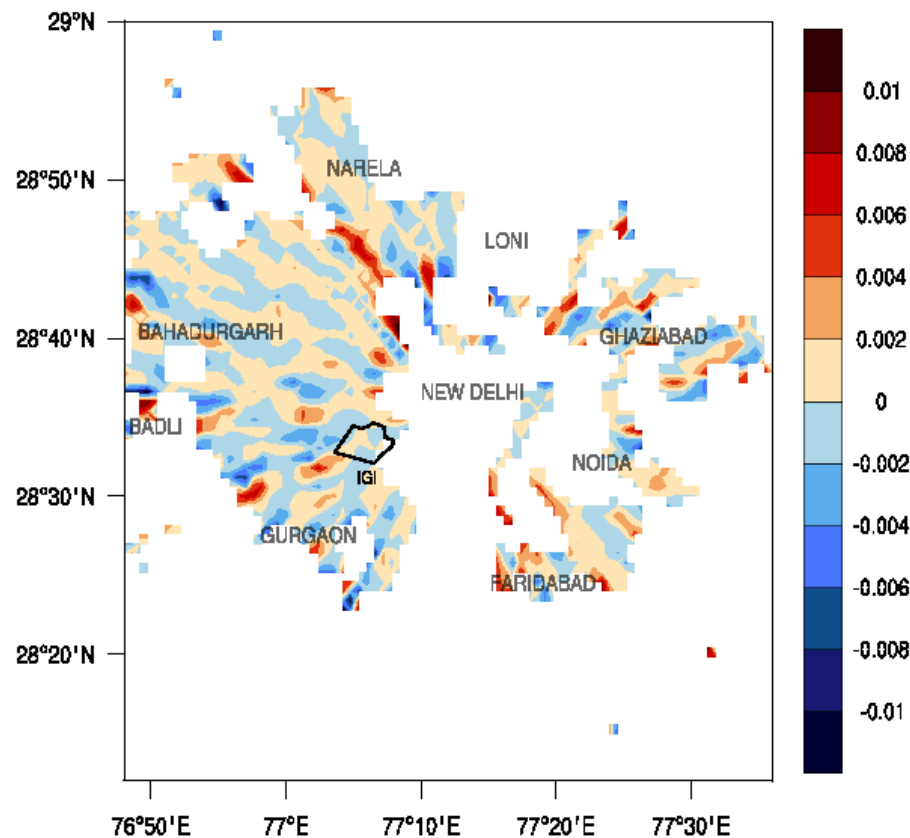 29°N
0.01
0.008
NARELA
28°50'N
0.006
LONI
0.004
BAHADURGARH
28°40'N
GHAZIABAD
0.002
NEW DELHI
0
BADLI
NOIDA
-0.002
IGI
28°30'N
-0.004
GURGAON
FARIDABAD
-0.006
28°20'N
-0.008
-0.01
76°50'E 77°E 77°10'E 77°20'E 77°30'E